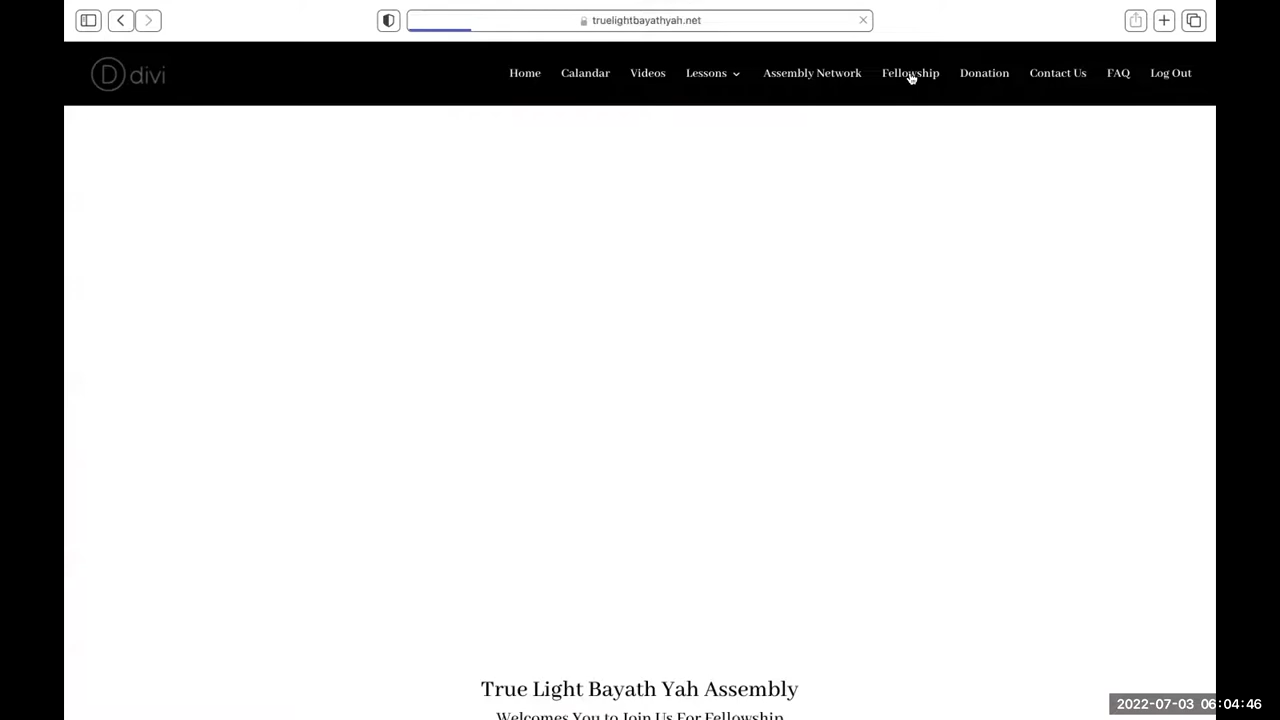 truelightbayathyah.net
D divi
Home Calandar Videos Lessons Assembly Network Fellowship Donation Contact Us FAQ Log Out
True Light Bayath Yah Assembly
Welcomes You to Join Us For Fellowship
2022-07-03 06:04:46